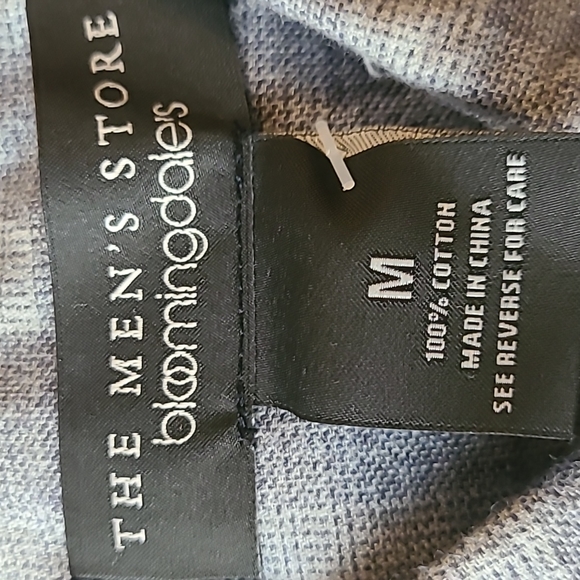 THE MEN'S STORE
bloomingdales
M
100% COTTON
MADE IN CHINA
SEE REVERSE FOR CARE